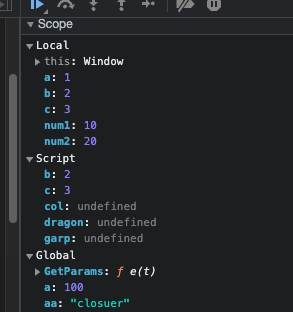 Scope
Local
this: Window
a: 1
b: 2
c: 3
num1: 10
num2: 20
Script
b: 2
c: 3
col: undefined
dragon: undefined
garp: undefined
Global
GetParams: ƒ e(t)
a: 100
aa: "closuer"